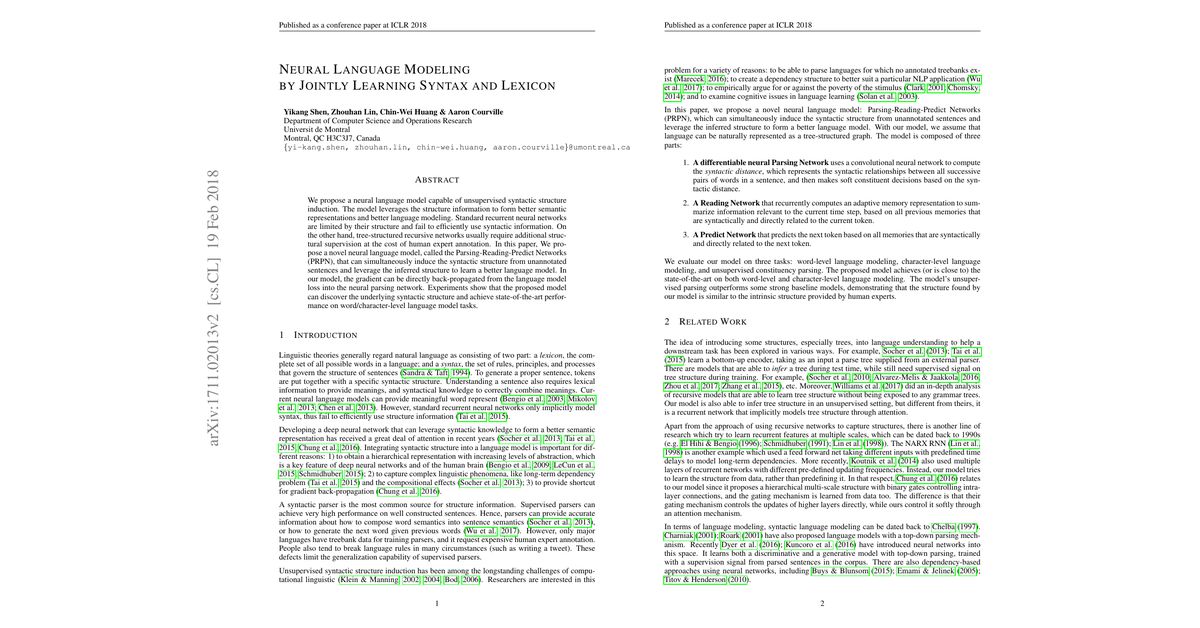 Published as a conference paper at ICLR 2018
NEURAL LANGUAGE MODELING
BY JOINTLY LEARNING SYNTAX AND LEXICON
Yikang Shen, Zhouhan Lin, Chin-Wei Huang & Aaron Courville
Department of Computer Science and Operations Research
Universit de Montral
Montral, QC H3C3J7, Canada
{yi-kang.shen, zhouhan.lin, chin-wei.huang, aaron.courville}@umontreal.ca
ABSTRACT
We propose a neural language model capable of unsupervised syntactic structure
induction. The model leverages the structure information to form better semantic
representations and better language modeling. Standard recurrent neural networks
are limited by their structure and fail to efficiently use syntactic information. On
the other hand, tree-structured recursive networks usually require additional struc-
tural supervision at the cost of human expert annotation. In this paper, We pro-
pose a novel neural language model, called the Parsing-Reading-Predict Networks
(PRPN), that can simultaneously induce the syntactic structure from unannotated
sentences and leverage the inferred structure to learn a better language model. In
our model, the gradient can be directly back-propagated from the language model
loss into the neural parsing network. Experiments show that the proposed model
can discover the underlying syntactic structure and achieve state-of-the-art perfor-
mance on word/character-level language model tasks.
1 INTRODUCTION
Linguistic theories generally regard natural language as consisting of two part: a lexicon, the com-
plete set of all possible words in a language; and a syntax, the set of rules, principles, and processes
that govern the structure of sentences (Sandra & Taft, 1994). To generate a proper sentence, tokens
are put together with a specific syntactic structure. Understanding a sentence also requires lexical
information to provide meanings, and syntactical knowledge to correctly combine meanings. Cur-
rent neural language models can provide meaningful word represent (Bengio et al., 2003; Mikolov
et al., 2013; Chen et al., 2013). However, standard recurrent neural networks only implicitly model
syntax, thus fail to efficiently use structure information (Tai et al., 2015).
Developing a deep neural network that can leverage syntactic knowledge to form a better semantic
representation has received a great deal of attention in recent years (Socher et al., 2013; Tai et al.,
2015; Chung et al., 2016). Integrating syntactic structure into a language model is important for dif-
ferent reasons: 1) to obtain a hierarchical representation with increasing levels of abstraction, which
is a key feature of deep neural networks and of the human brain (Bengio et al., 2009; LeCun et al.,
2015; Schmidhuber, 2015); 2) to capture complex linguistic phenomena, like long-term dependency
problem (Tai et al., 2015) and the compositional effects (Socher et al., 2013); 3) to provide shortcut
for gradient back-propagation (Chung et al., 2016).
A syntactic parser is the most common source for structure information. Supervised parsers can
achieve very high performance on well constructed sentences. Hence, parsers can provide accurate
information about how to compose word semantics into sentence semantics (Socher et al., 2013),
or how to generate the next word given previous words (Wu et al., 2017). However, only major
languages have treebank data for training parsers, and it request expensive human expert annotation.
People also tend to break language rules in many circumstances (such as writing a tweet). These
defects limit the generalization capability of supervised parsers.
Unsupervised syntactic structure induction has been among the longstanding challenges of compu-
tational linguistic (Klein & Manning, 2002; 2004; Bod, 2006). Researchers are interested in this
1
arXiv:1711.02013v2 [cs.CL] 19 Feb 2018
Published as a conference paper at ICLR 2018
problem for a variety of reasons: to be able to parse languages for which no annotated treebanks ex-
ist (Marecek, 2016); to create a dependency structure to better suit a particular NLP application (Wu
et al., 2017); to empirically argue for or against the poverty of the stimulus (Clark, 2001; Chomsky,
2014); and to examine cognitive issues in language learning (Solan et al., 2003).
In this paper, we propose a novel neural language model: Parsing-Reading-Predict Networks
(PRPN), which can simultaneously induce the syntactic structure from unannotated sentences and
leverage the inferred structure to form a better language model. With our model, we assume that
language can be naturally represented as a tree-structured graph. The model is composed of three
parts:
1. A differentiable neural Parsing Network uses a convolutional neural network to compute
the syntactic distance, which represents the syntactic relationships between all successive
pairs of words in a sentence, and then makes soft constituent decisions based on the syn-
tactic distance.
2. A Reading Network that recurrently computes an adaptive memory representation to sum-
marize information relevant to the current time step, based on all previous memories that
are syntactically and directly related to the current token.
3. A Predict Network that predicts the next token based on all memories that are syntactically
and directly related to the next token.
We evaluate our model on three tasks: word-level language modeling, character-level language
modeling, and unsupervised constituency parsing. The proposed model achieves (or is close to) the
state-of-the-art on both word-level and character-level language modeling. The model's unsuper-
vised parsing outperforms some strong baseline models, demonstrating that the structure found by
our model is similar to the intrinsic structure provided by human experts.
2 RELATED WORK
The idea of introducing some structures, especially trees, into language understanding to help a
downstream task has been explored in various ways. For example, Socher et al. (2013); Tai et al.
(2015) learn a bottom-up encoder, taking as an input a parse tree supplied from an external parser.
There are models that are able to infer a tree during test time, while still need supervised signal on
tree structure during training. For example, (Socher et al., 2010; Alvarez-Melis & Jaakkola, 2016;
Zhou et al., 2017; Zhang et al., 2015), etc. Moreover, Williams et al. (2017) did an in-depth analysis
of recursive models that are able to learn tree structure without being exposed to any grammar trees.
Our model is also able to infer tree structure in an unsupervised setting, but different from theirs, it
is a recurrent network that implicitly models tree structure through attention.
Apart from the approach of using recursive networks to capture structures, there is another line of
research which try to learn recurrent features at multiple scales, which can be dated back to 1990s
(e.g. El Hihi & Bengio (1996); Schmidhuber (1991); Lin et al. (1998)). The NARX RNN (Lin et al.,
1998) is another example which used a feed forward net taking different inputs with predefined time
delays to model long-term dependencies. More recently, Koutnik et al. (2014) also used multiple
layers of recurrent networks with different pre-defined updating frequencies. Instead, our model tries
to learn the structure from data, rather than predefining it. In that respect, Chung et al. (2016) relates
to our model since it proposes a hierarchical multi-scale structure with binary gates controlling intra-
layer connections, and the gating mechanism is learned from data too. The difference is that their
gating mechanism controls the updates of higher layers directly, while ours control it softly through
an attention mechanism.
In terms of language modeling, syntactic language modeling can be dated back to Chelba (1997).
Charniak (2001); Roark (2001) have also proposed language models with a top-down parsing mech-
anism. Recently Dyer et al. (2016); Kuncoro et al. (2016) have introduced neural networks into
this space. It learns both a discriminative and a generative model with top-down parsing, trained
with a supervision signal from parsed sentences in the corpus. There are also dependency-based
approaches using neural networks, including Buys & Blunsom (2015); Emami & Jelinek (2005);
Titov & Henderson (2010).
2